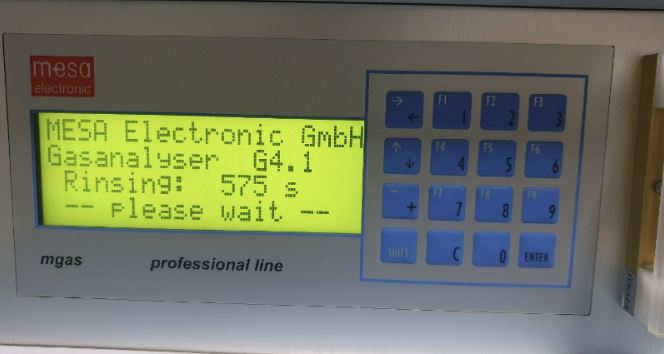 mesa
electronic
MESA Electronic GmbH
Gasanalyser G4.1
Rinsing: 575 s
-- please wait --
mgas professional line
→ ← F1 1 F2 2 F3 3
↑ ↓ F4 4 F5 5 F6 6
- + F7 7 F8 8 F9 9
SHIFT C 0 ENTER